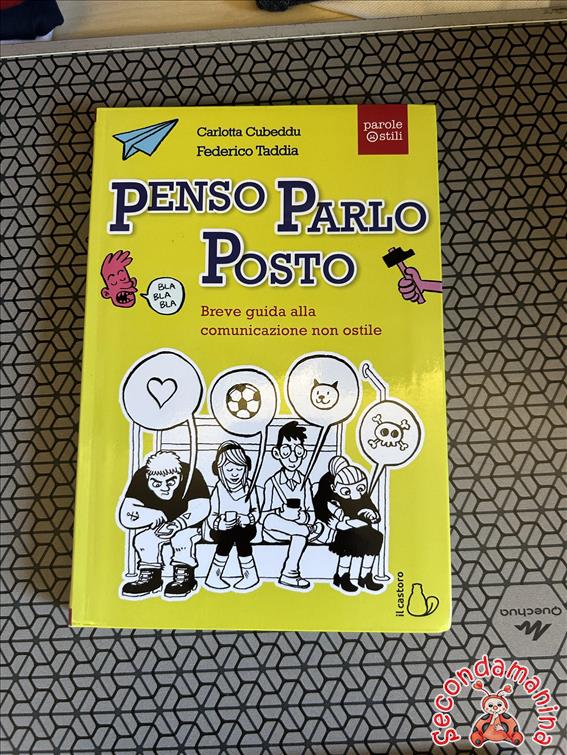 Carlotta Cubeddu
Federico Taddia
parole
stili
PENSO PARLO
POSTO
BLA
BLA
BLA
Breve guida alla
comunicazione non ostile
il castoro
Quechua
Secondamanina